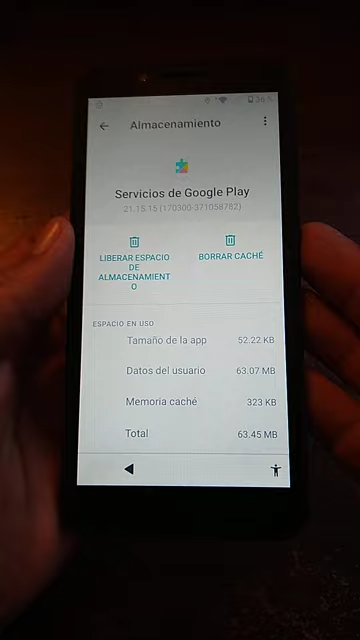 36%
Almacenamiento
Servicios de Google Play
21.15.15 (170300-371058782)
LIBERAR ESPACIO
DE
ALMACENAMIENT
O
BORRAR CACHÉ
ESPACIO EN USO
Tamaño de la app 52.22 KB
Datos del usuario 63.07 MB
Memoria caché 323 KB
Total 63.45 MB